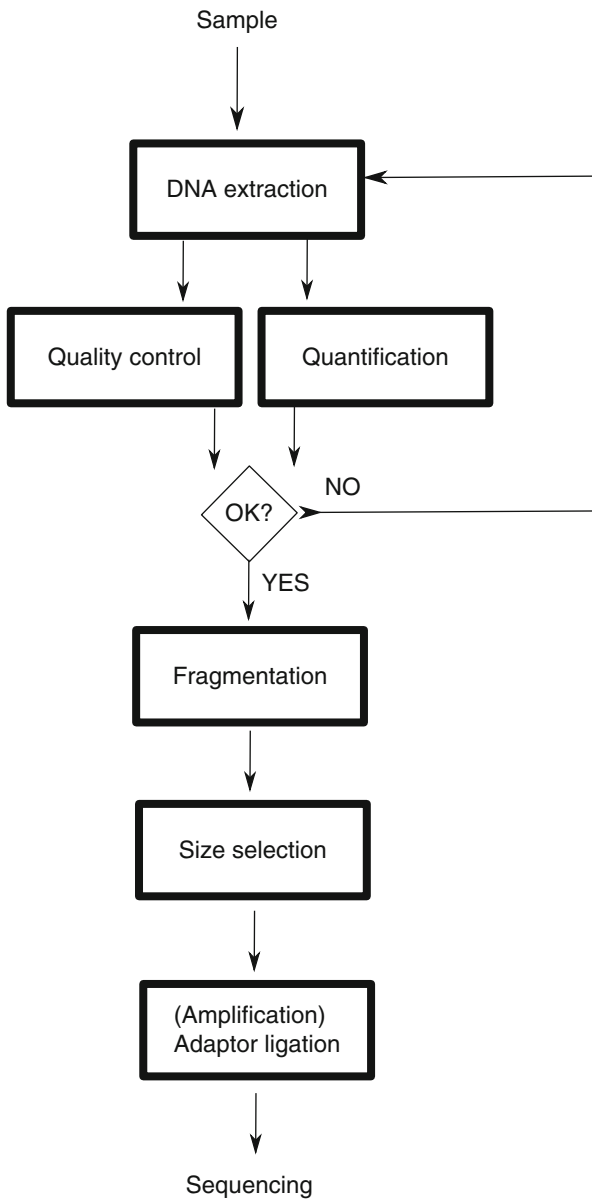 Sample
DNA extraction
Quality control
Quantification
OK?
NO
YES
Fragmentation
Size selection
(Amplification)
Adaptor ligation
Sequencing